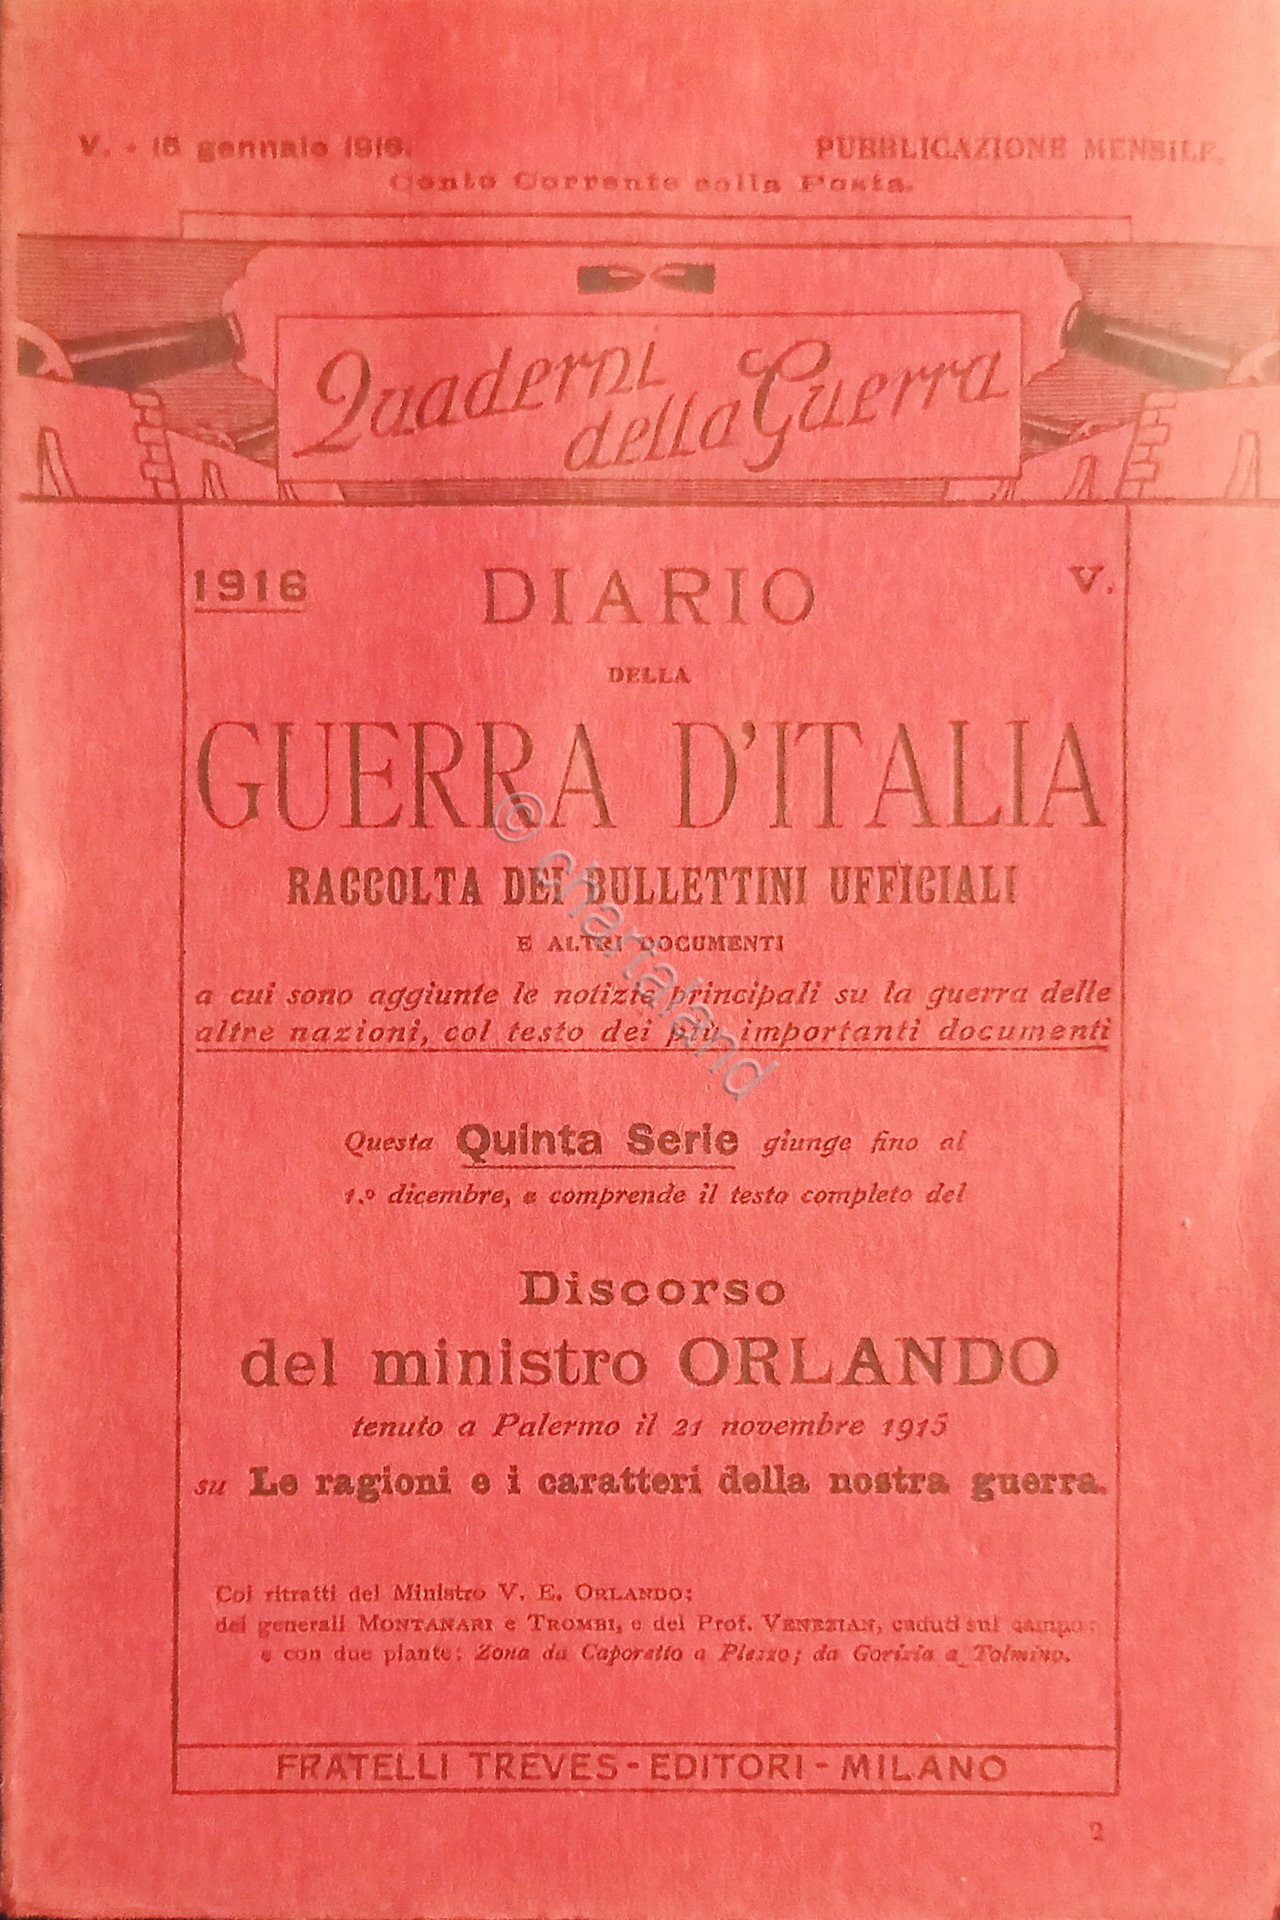 V. - 15 gennaio 1916. PUBBLICAZIONE MENSILE.
Conto Corrente colla Posta.
Quaderni
della Guerra
1916 DIARIO V.
DELLA
GUERRA D'ITALIA
RACCOLTA DEI BULLETTINI UFFICIALI
E ALTRI DOCUMENTI
a cui sono aggiunte le notizie principali su la guerra delle
altre nazioni, col testo dei più importanti documenti
Questa Quinta Serie giunge fino al
1.º dicembre, e comprende il testo completo del
Discorso
del ministro ORLANDO
tenuto a Palermo il 21 novembre 1915
su Le ragioni e i caratteri della nostra guerra.
Coi ritratti del Ministro V. E. ORLANDO;
dei generali MONTANARI e TROMBI, e del Prof. VENEZIAN, caduti sul campo;
e con due piante: Zona da Caporetto a Plezzo; da Gorizia a Tolmino.
FRATELLI TREVES - EDITORI - MILANO
2
© chartaland